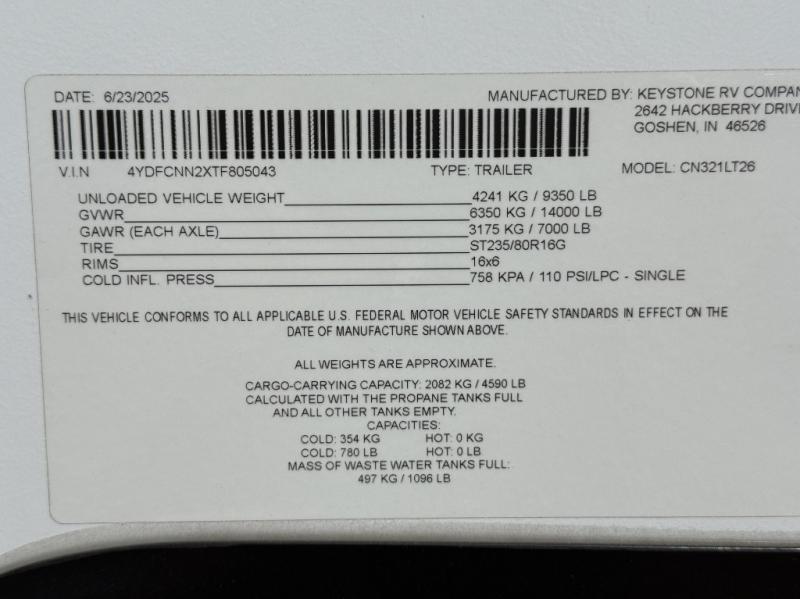 DATE: 6/23/2025
MANUFACTURED BY: KEYSTONE RV COMPAN
2642 HACKBERRY DRIVE
GOSHEN, IN 46526
V.I.N 4YDFCNN2XTF805043 TYPE: TRAILER MODEL: CN321LT26
UNLOADED VEHICLE WEIGHT 4241 KG / 9350 LB
GVWR 6350 KG / 14000 LB
GAWR (EACH AXLE) 3175 KG / 7000 LB
TIRE ST235/80R16G
RIMS 16x6
COLD INFL. PRESS 758 KPA / 110 PSI/LPC - SINGLE
THIS VEHICLE CONFORMS TO ALL APPLICABLE U.S. FEDERAL MOTOR VEHICLE SAFETY STANDARDS IN EFFECT ON THE
DATE OF MANUFACTURE SHOWN ABOVE.
ALL WEIGHTS ARE APPROXIMATE.
CARGO-CARRYING CAPACITY: 2082 KG / 4590 LB
CALCULATED WITH THE PROPANE TANKS FULL
AND ALL OTHER TANKS EMPTY.
CAPACITIES:
COLD: 354 KG HOT: 0 KG
COLD: 780 LB HOT: 0 LB
MASS OF WASTE WATER TANKS FULL:
497 KG / 1096 LB